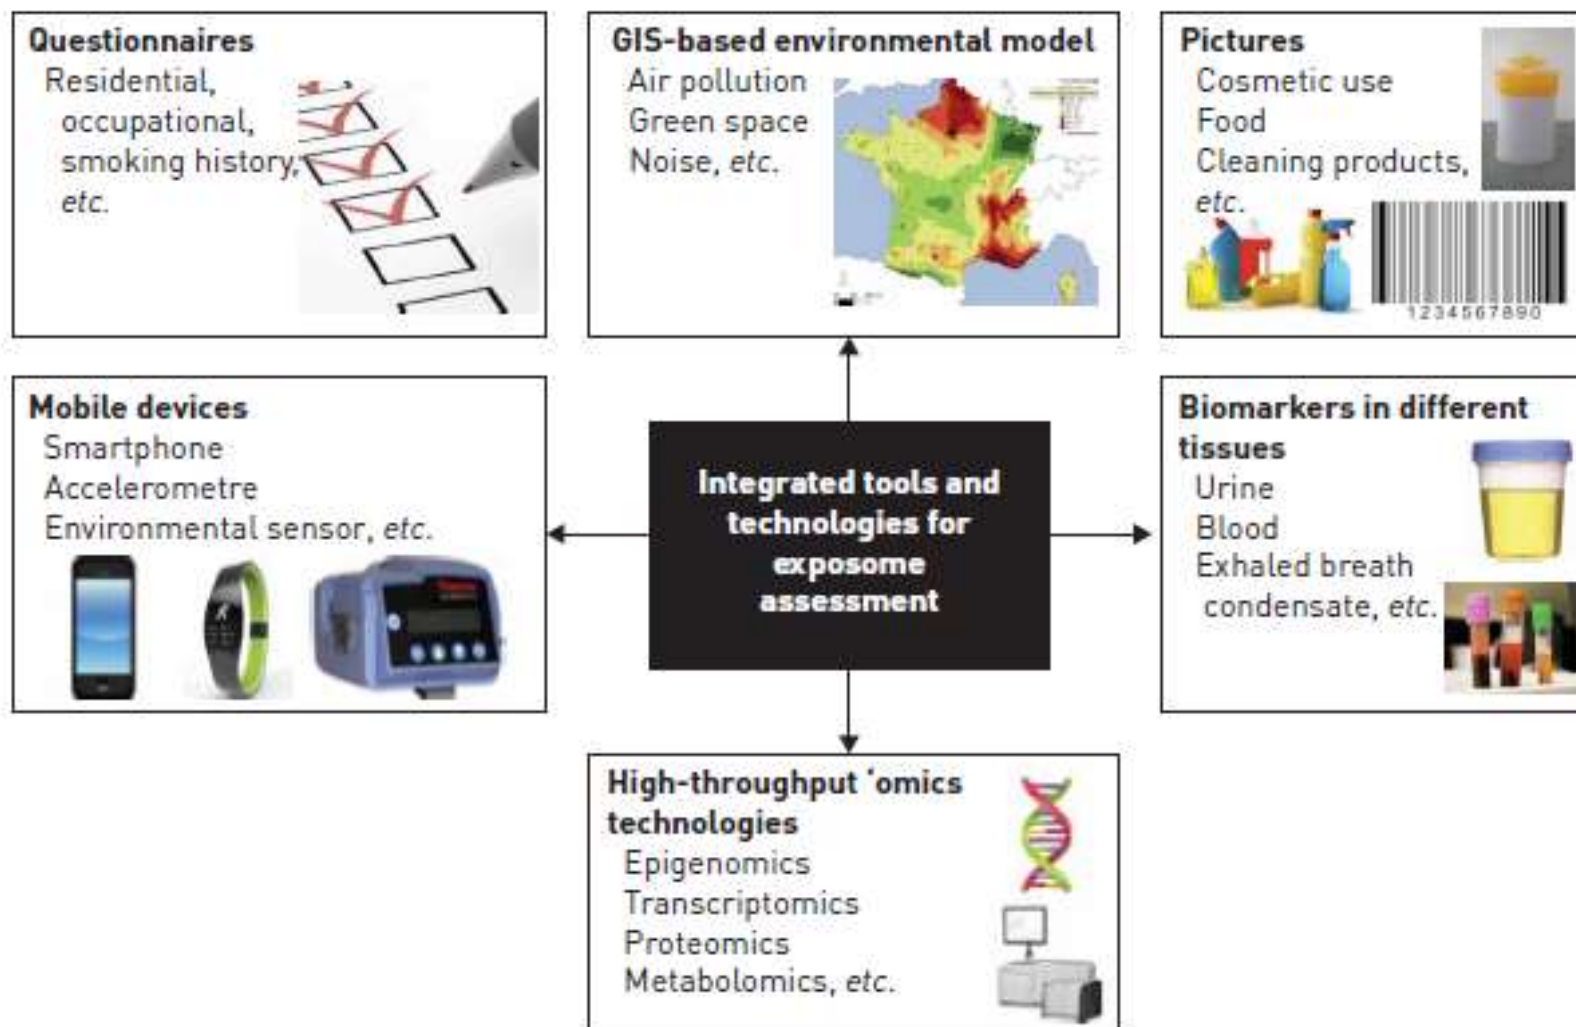 Questionnaires
Residential,
occupational,
smoking history,
etc.
GIS-based environmental model
Air pollution
Green space
Noise, etc.
Pictures
Cosmetic use
Food
Cleaning products,
etc.
1234567890
Mobile devices
Smartphone
Accelerometre
Environmental sensor, etc.
Integrated tools and
technologies for
exposome
assessment
Biomarkers in different
tissues
Urine
Blood
Exhaled breath
condensate, etc.
High-throughput ‘omics
technologies
Epigenomics
Transcriptomics
Proteomics
Metabolomics, etc.